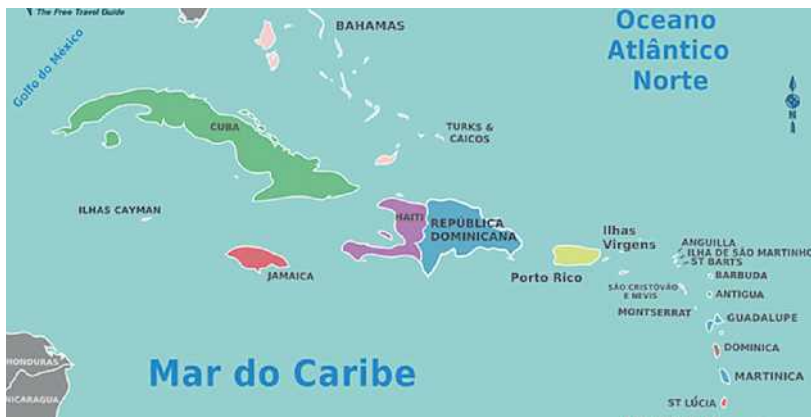 The Free Travel Guide
BAHAMAS
Oceano
Atlântico
Norte
Golfo do México
N
CUBA
TURKS &
CAICOS
ILHAS CAYMAN
HAITI
REPÚBLICA
DOMINICANA
JAMAICA
Porto Rico
Ilhas
Virgens
ANGUILLA
ILHA DE SÃO MARTINHO
ST BARTS
BARBUDA
SÃO CRISTOVÃO
E NEVIS
ANTIGUA
MONTSERRAT
GUADALUPE
DOMINICA
MARTINICA
ST LÚCIA
HONDURAS
NICARAGUA
Mar do Caribe